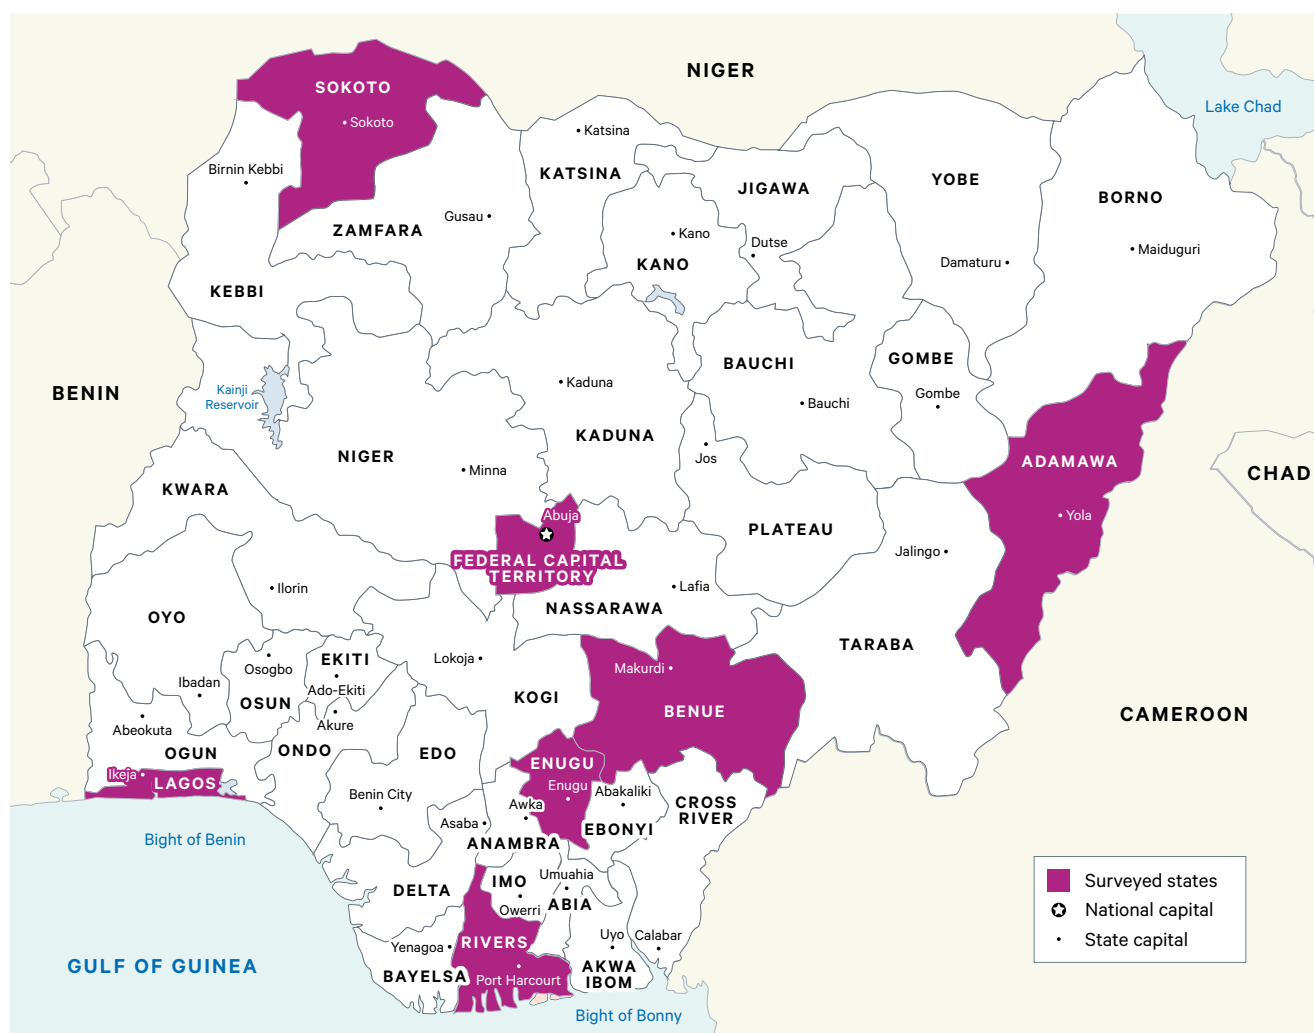 NIGER
SOKOTO
Lake Chad
Sokoto
Katsina
Birnin Kebbi
KATSINA
JIGAWA
YOBE
BORNO
Gusau
ZAMFARA
Kano
Dutse
Maiduguri
KANO
Damaturu
KEBBI
BAUCHI
GOMBE
Kaduna
BENIN
Kainji
Reservoir
Gombe
Bauchi
KADUNA
NIGER
Jos
ADAMAWA
Minna
CHAD
KWARA
Abuja
Yola
PLATEAU
Jalingo
FEDERAL CAPITAL
TERRITORY
Ilorin
Lafia
NASSARAWA
OYO
TARABA
Osogbo
EKITI
Lokoja
Makurdi
Ibadan
Ado-Ekiti
OSUN
KOGI
BENUE
CAMEROON
Abeokuta
Akure
OGUN
ONDO
EDO
ENUGU
Ikeja
LAGOS
Enugu
Abakaliki
Benin City
Awka
CROSS
RIVER
Asaba
EBONYI
Bight of Benin
ANAMBRA
Umuahia
IMO
DELTA
ABIA
Owerri
Surveyed states
National capital
State capital
Uyo
Calabar
RIVERS
Yenagoa
GULF OF GUINEA
AKWA
IBOM
BAYELSA
Port Harcourt
Bight of Bonny